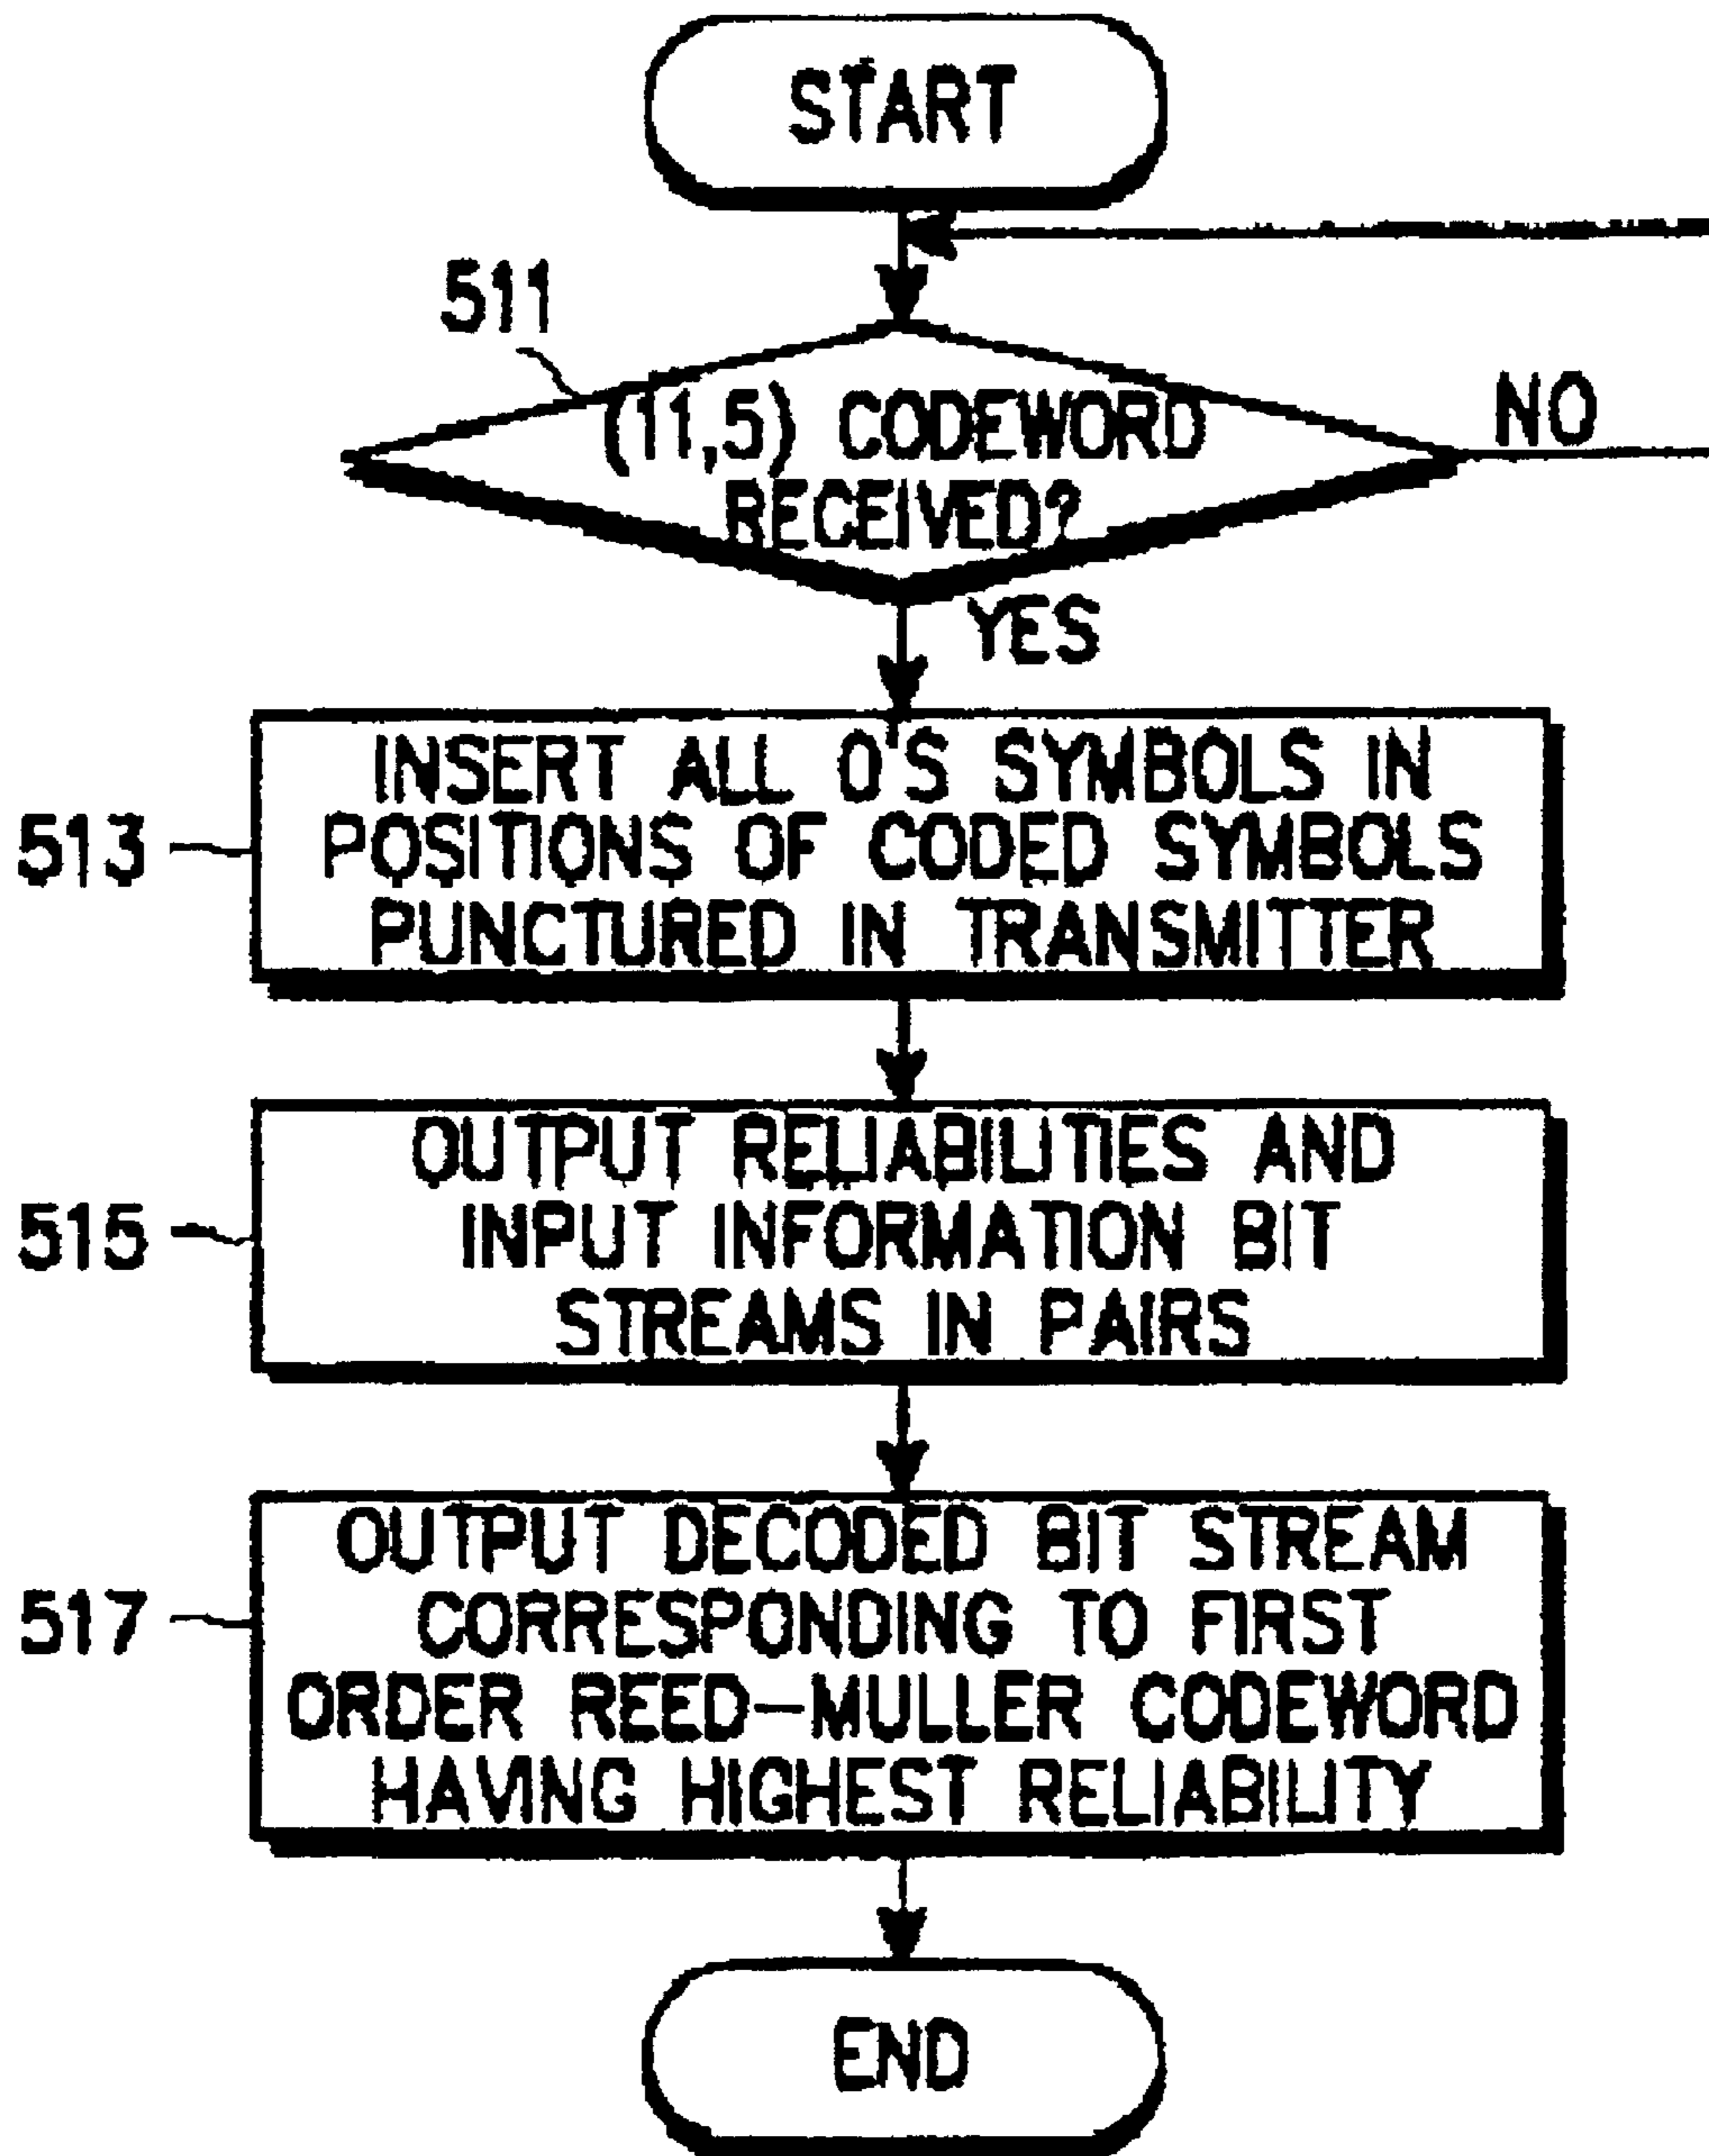 START
511
(11,5) CODEWORD
RECEIVED?
NO
YES
INSERT ALL 0'S SYMBOLS IN
POSITIONS OF CODED SYMBOLS
PUNCTURED IN TRANSMITTER
513
OUTPUT RELIABILITIES AND
INPUT INFORMATION BIT
STREAMS IN PAIRS
515
OUTPUT DECODED BIT STREAM
CORRESPONDING TO FIRST
ORDER REED-MULLER CODEWORD
HAVING HIGHEST RELIABILITY
517
END